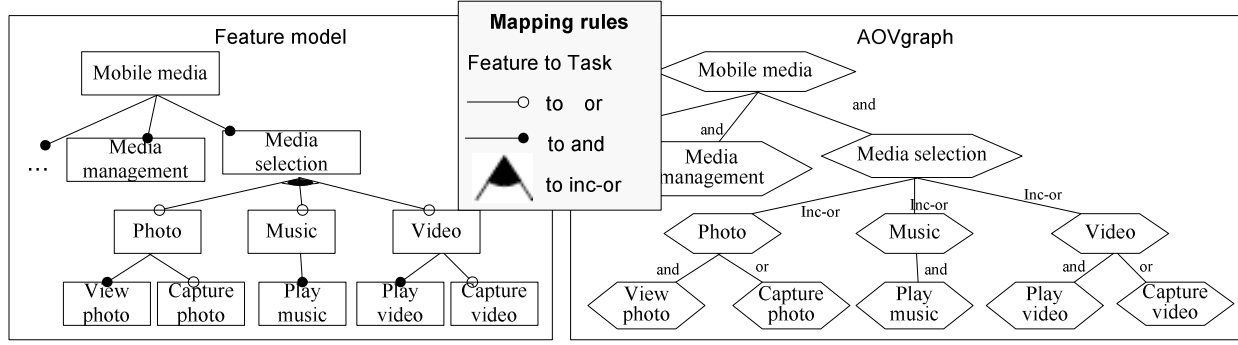 Feature model
Mobile media
...
Media
management
Media
selection
Photo
Music
Video
View
photo
Capture
photo
Play
music
Play
video
Capture
video
Mapping rules
Feature to Task
to or
to and
to inc-or
AOVgraph
Mobile media
and
and
Media
management
Media selection
Inc-or
Inc-or
Inc-or
Photo
Music
Video
and
or
and
and
or
View
photo
Capture
photo
Play
music
Play
video
Capture
video